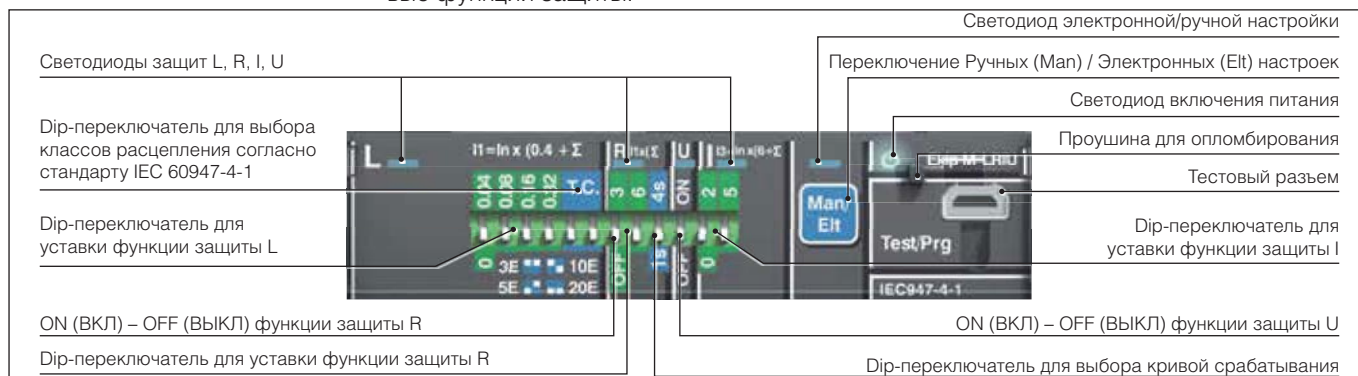 вые функции защиты.
Светодиод электронной/ручной настройки
Светодиоды защит L, R, I, U
Переключение Ручных (Man) / Электронных (Elt) настроек
Светодиод включения питания
Dip-переключатель для выбора
классов расцепления согласно
стандарту IEC 60947-4-1
Проушина для опломбирования
Тестовый разъем
Dip-переключатель для
уставки функции защиты L
Dip-переключатель для
уставки функции защиты I
L
I1=In x (0.4 + Σ
R
U
I
0.04
0.08
0.16
0.32
T.C.
3
6
4s
ON
2
5
Man/
Elt
Test/Prg
0
3E
10E
5E
20E
OFF
1s
OFF
0
IEC947-4-1
ON (ВКЛ) – OFF (ВЫКЛ) функции защиты R
ON (ВКЛ) – OFF (ВЫКЛ) функции защиты U
Dip-переключатель для уставки функции защиты R
Dip-переключатель для выбора кривой срабатывания